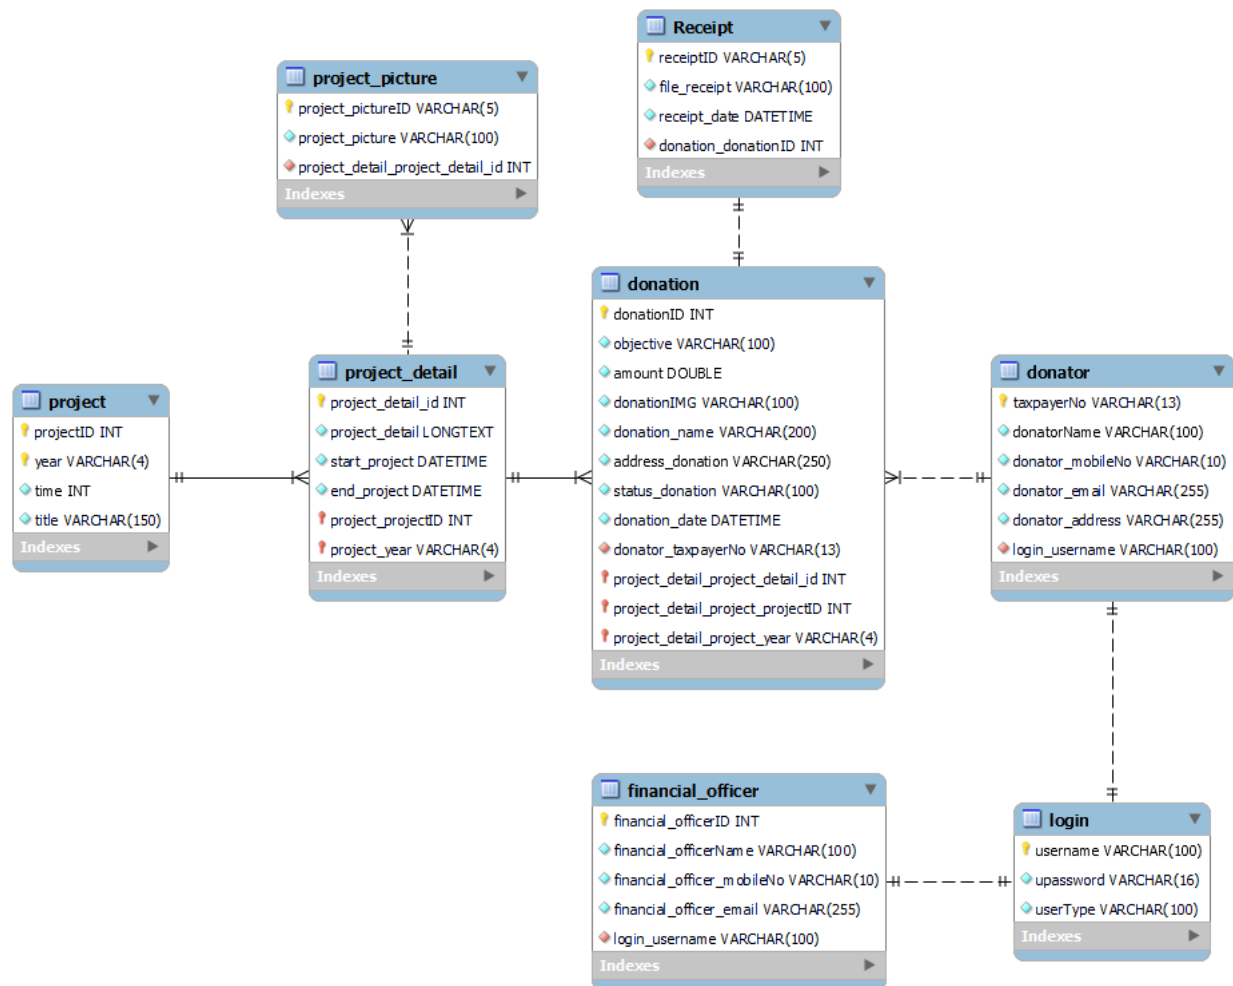 Receipt
receiptID VARCHAR(5)
file_receipt VARCHAR(100)
receipt_date DATETIME
donation_donationID INT
Indexes
project_picture
project_pictureID VARCHAR(5)
project_picture VARCHAR(100)
project_detail_project_detail_id INT
Indexes
donation
donationID INT
objective VARCHAR(100)
amount DOUBLE
donationIMG VARCHAR(100)
donation_name VARCHAR(200)
address_donation VARCHAR(250)
status_donation VARCHAR(100)
donation_date DATETIME
donator_taxpayerNo VARCHAR(13)
project_detail_project_detail_id INT
project_detail_project_projectID INT
project_detail_project_year VARCHAR(4)
Indexes
project
projectID INT
year VARCHAR(4)
time INT
title VARCHAR(150)
Indexes
project_detail
project_detail_id INT
project_detail LONGTEXT
start_project DATETIME
end_project DATETIME
project_projectID INT
project_year VARCHAR(4)
Indexes
donator
taxpayerNo VARCHAR(13)
donatorName VARCHAR(100)
donator_mobileNo VARCHAR(10)
donator_email VARCHAR(255)
donator_address VARCHAR(255)
login_username VARCHAR(100)
Indexes
financial_officer
financial_officerID INT
financial_officerName VARCHAR(100)
financial_officer_mobileNo VARCHAR(10)
financial_officer_email VARCHAR(255)
login_username VARCHAR(100)
Indexes
login
username VARCHAR(100)
upassword VARCHAR(16)
userType VARCHAR(100)
Indexes